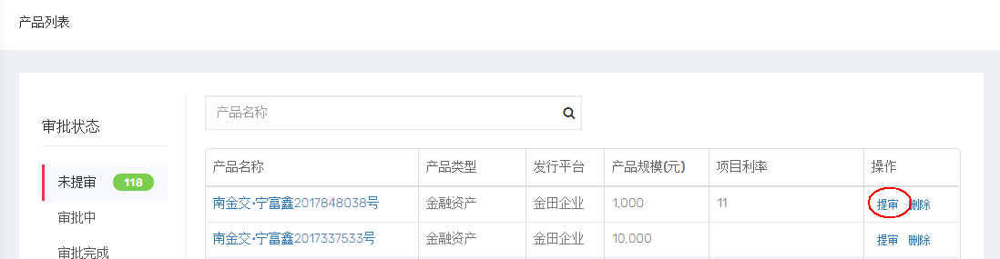 产品列表
审批状态
未提审 118
审批中
审批完成
产品名称
产品名称 产品类型 发行平台 产品规模(元) 项目利率 操作
南金交·宁富鑫2017848038号 金融资产 金田企业 1,000 11 提审 删除
南金交·宁富鑫2017337533号 金融资产 金田企业 10,000 提审 删除